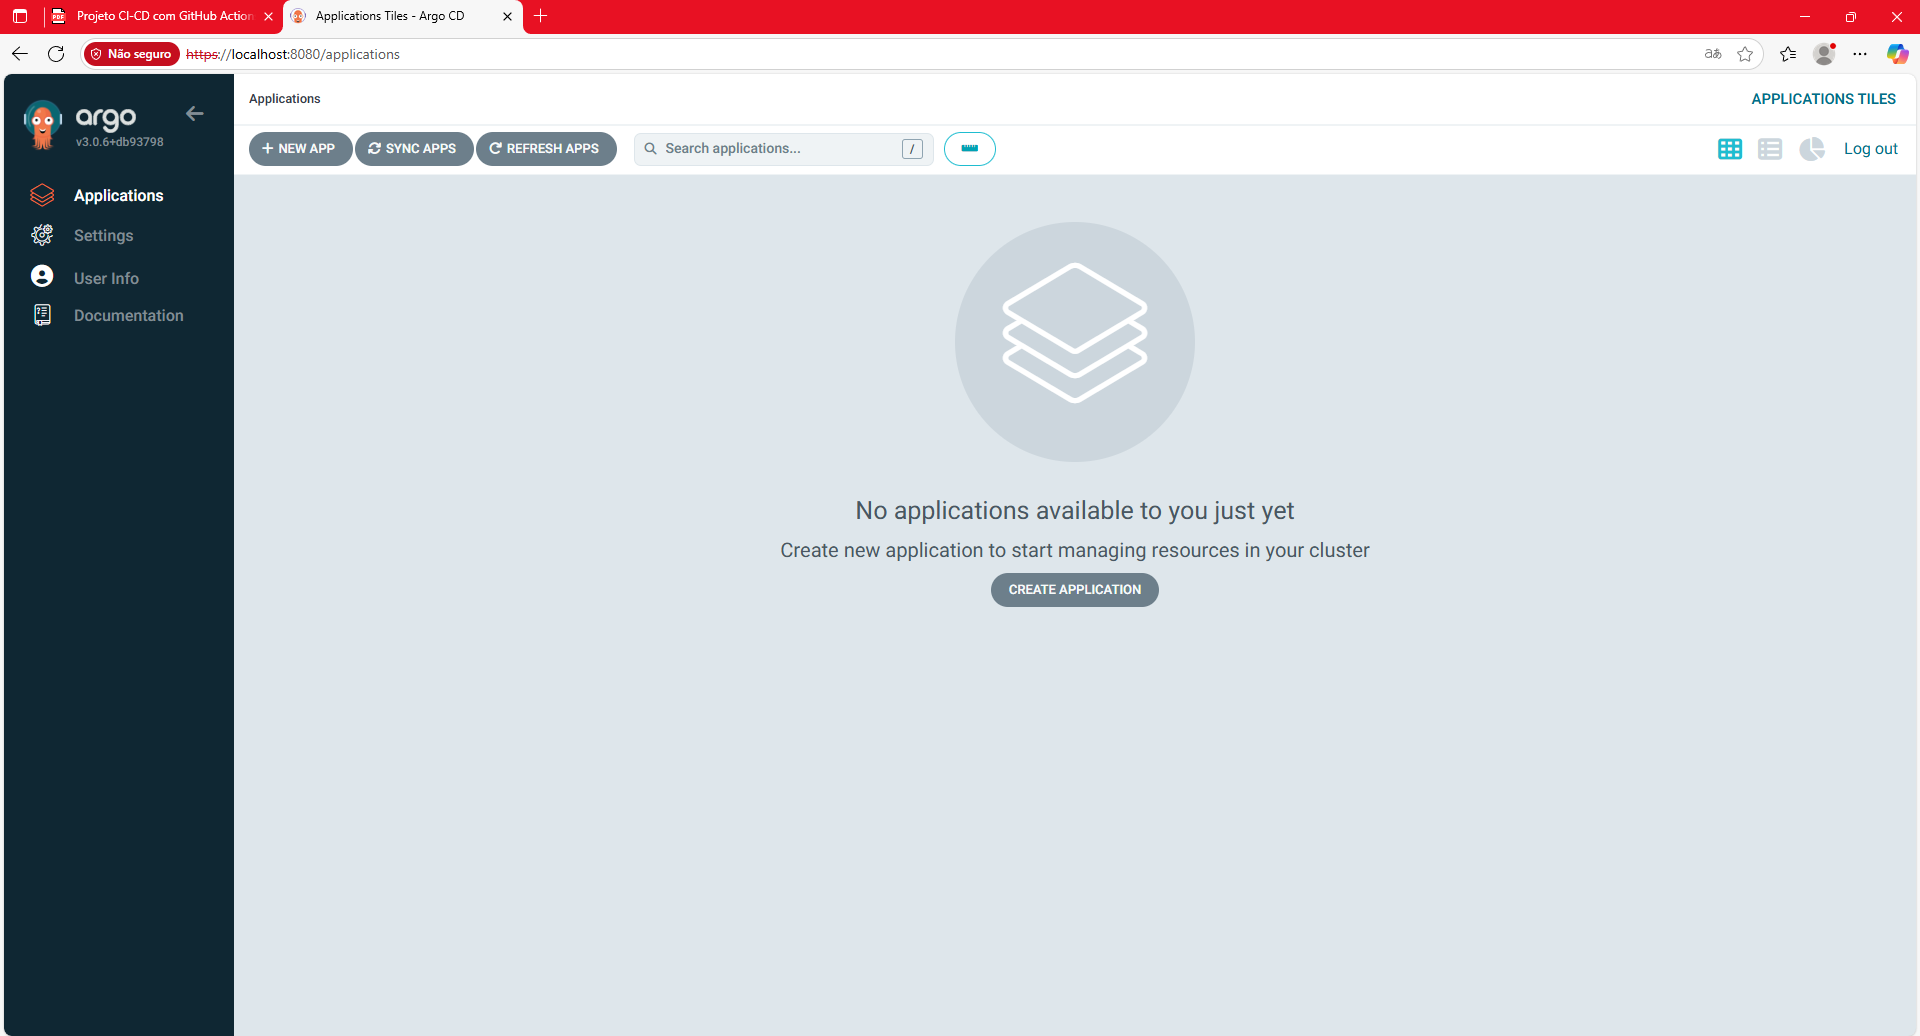 Projeto CI-CD com GitHub Action
Applications Tiles - Argo CD
Não seguro
https://localhost:8080/applications
argo
v3.0.6+db93798
Applications
Settings
User Info
Documentation
Applications
APPLICATIONS TILES
NEW APP
SYNC APPS
REFRESH APPS
Search applications...
/
Log out
No applications available to you just yet
Create new application to start managing resources in your cluster
CREATE APPLICATION